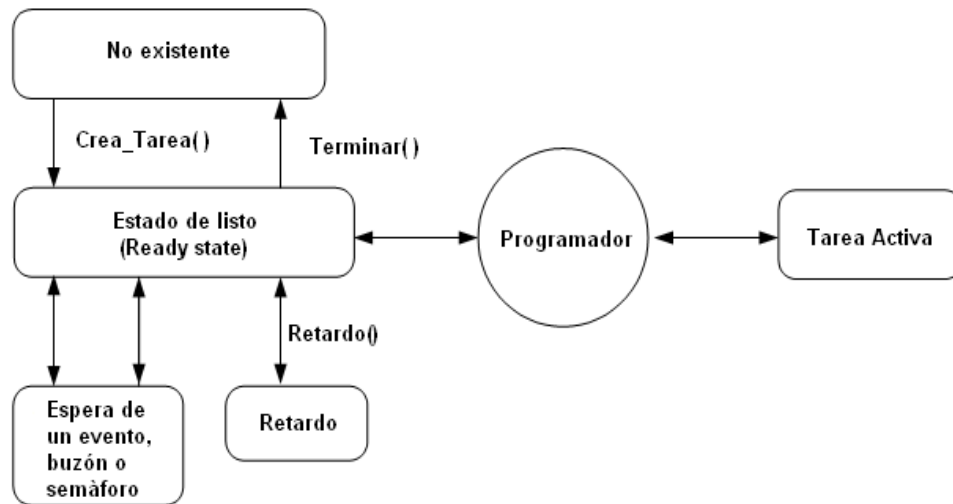 No existente
Crea_Tarea()
Terminar()
Estado de listo
(Ready state)
Programador
Tarea Activa
Retardo()
Espera de
un evento,
buzón o
semàforo
Retardo